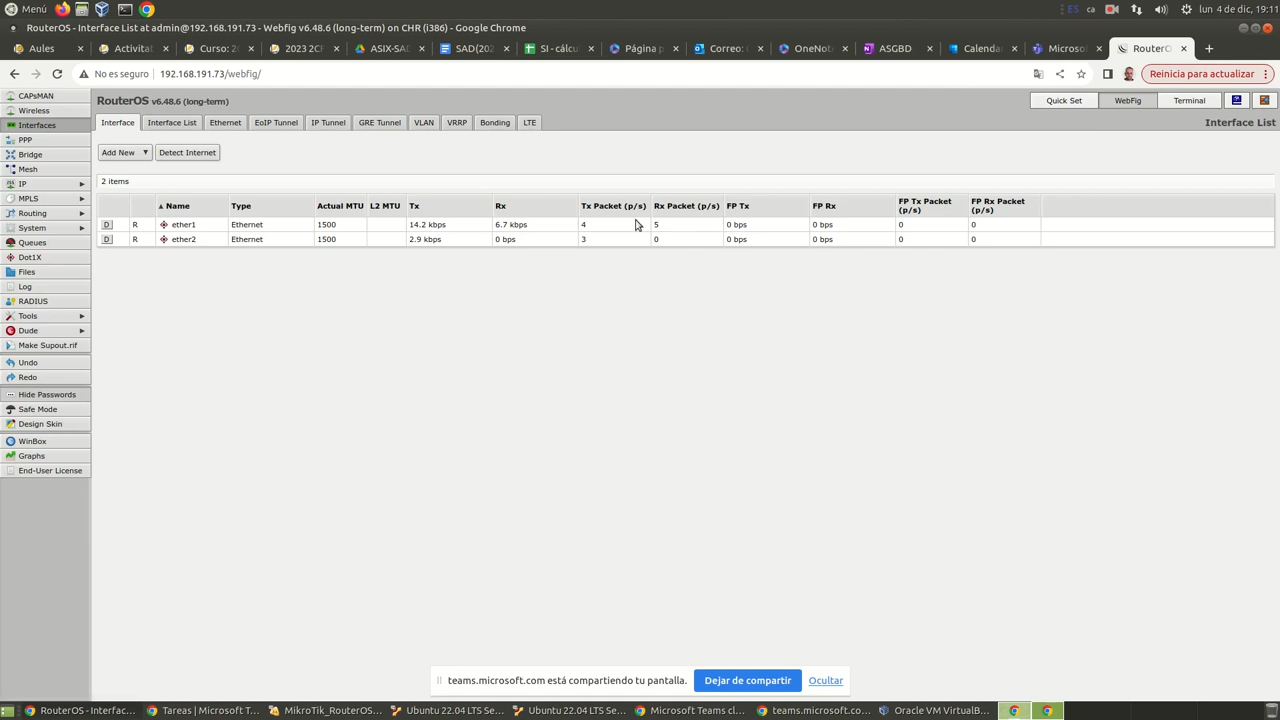 Menú
ES ca lun 4 de dic, 19:11
RouterOS - Interface List at admin@192.168.191.73 - Webfig v6.48.6 (long-term) on CHR (i386) - Google Chrome
Aules
Activitat
Curso: 20
2023 2CF
ASIX-SAD
SAD(202
SI - cálcu
Página p
Correo: C
OneNot
ASGBD
Calendar
Microso
RouterO
No es seguro 192.168.191.73/webfig/
Reinicia para actualizar
RouterOS v6.48.6 (long-term)
Quick Set WebFig Terminal
CAPsMAN
Wireless
Interfaces
PPP
Bridge
Mesh
IP
MPLS
Routing
System
Queues
Dot1X
Files
Log
RADIUS
Tools
Dude
Make Supout.rif
Undo
Redo
Hide Passwords
Safe Mode
Design Skin
WinBox
Graphs
End-User License
Interface Interface List Ethernet EoIP Tunnel IP Tunnel GRE Tunnel VLAN VRRP Bonding LTE
Interface List
Add New Detect Internet
2 items
Name Type Actual MTU L2 MTU Tx Rx Tx Packet (p/s) Rx Packet (p/s) FP Tx FP Rx FP Tx Packet (p/s) FP Rx Packet (p/s)
D R ether1 Ethernet 1500 14.2 kbps 6.7 kbps 4 5 0 bps 0 bps 0 0
D R ether2 Ethernet 1500 2.9 kbps 0 bps 3 0 0 bps 0 bps 0 0
teams.microsoft.com está compartiendo tu pantalla. Dejar de compartir Ocultar
RouterOS - Interfac...
Tareas | Microsoft T...
MikroTik_RouterOS...
Ubuntu 22.04 LTS Se...
Ubuntu 22.04 LTS Se...
Microsoft Teams cl...
teams.microsoft.co...
Oracle VM VirtualB...